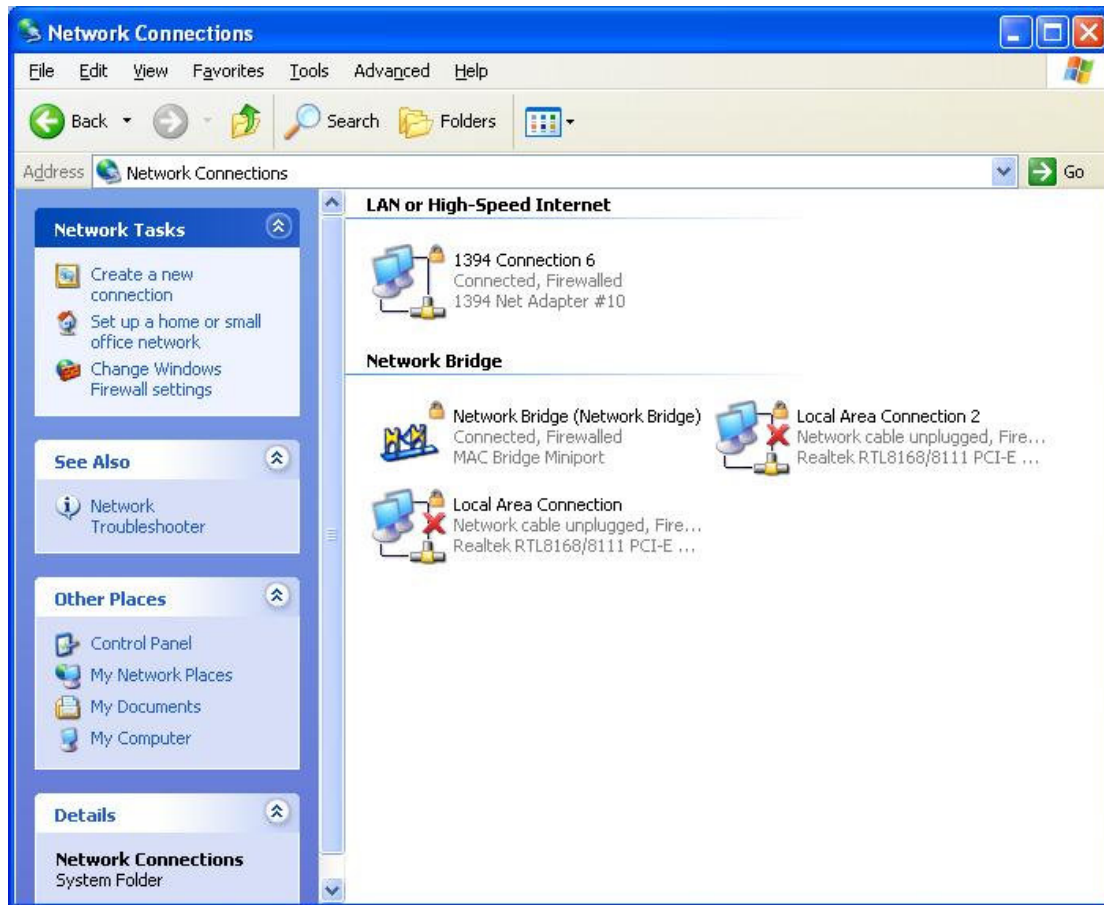 Network Connections
File Edit View Favorites Tools Advanced Help
Back Search Folders
Address Network Connections Go
Network Tasks
Create a new
connection
Set up a home or small
office network
Change Windows
Firewall settings
See Also
Network
Troubleshooter
Other Places
Control Panel
My Network Places
My Documents
My Computer
Details
Network Connections
System Folder
LAN or High-Speed Internet
1394 Connection 6
Connected, Firewalled
1394 Net Adapter #10
Network Bridge
Network Bridge (Network Bridge)
Connected, Firewalled
MAC Bridge Miniport
Local Area Connection 2
Network cable unplugged, Fire...
Realtek RTL8168/8111 PCI-E ...
Local Area Connection
Network cable unplugged, Fire...
Realtek RTL8168/8111 PCI-E ...